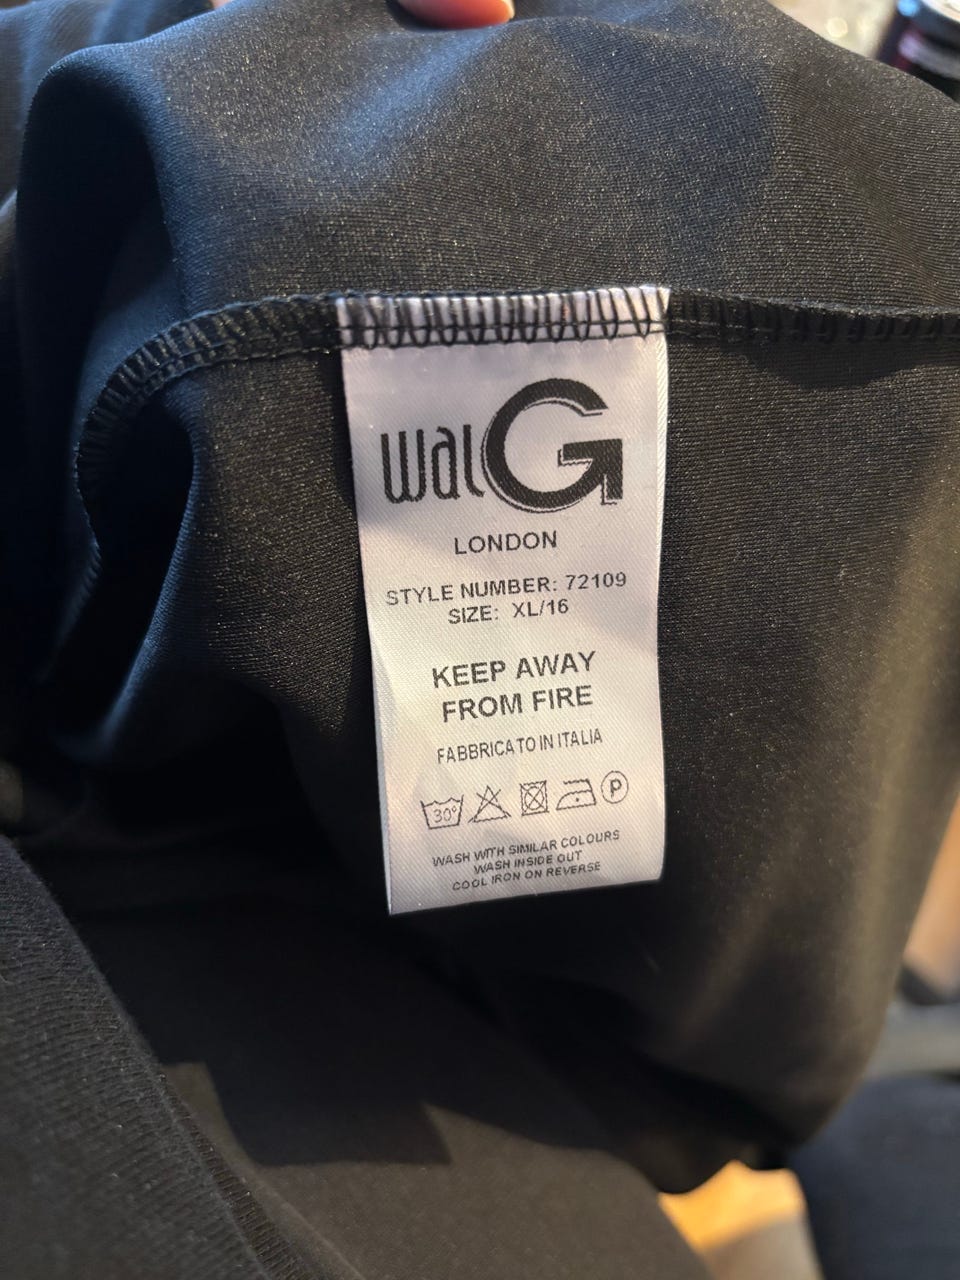 walG
LONDON
STYLE NUMBER: 72109
SIZE: XL/16
KEEP AWAY
FROM FIRE
FABBRICATO IN ITALIA
30° P
WASH WITH SIMILAR COLOURS
WASH INSIDE OUT
COOL IRON ON REVERSE